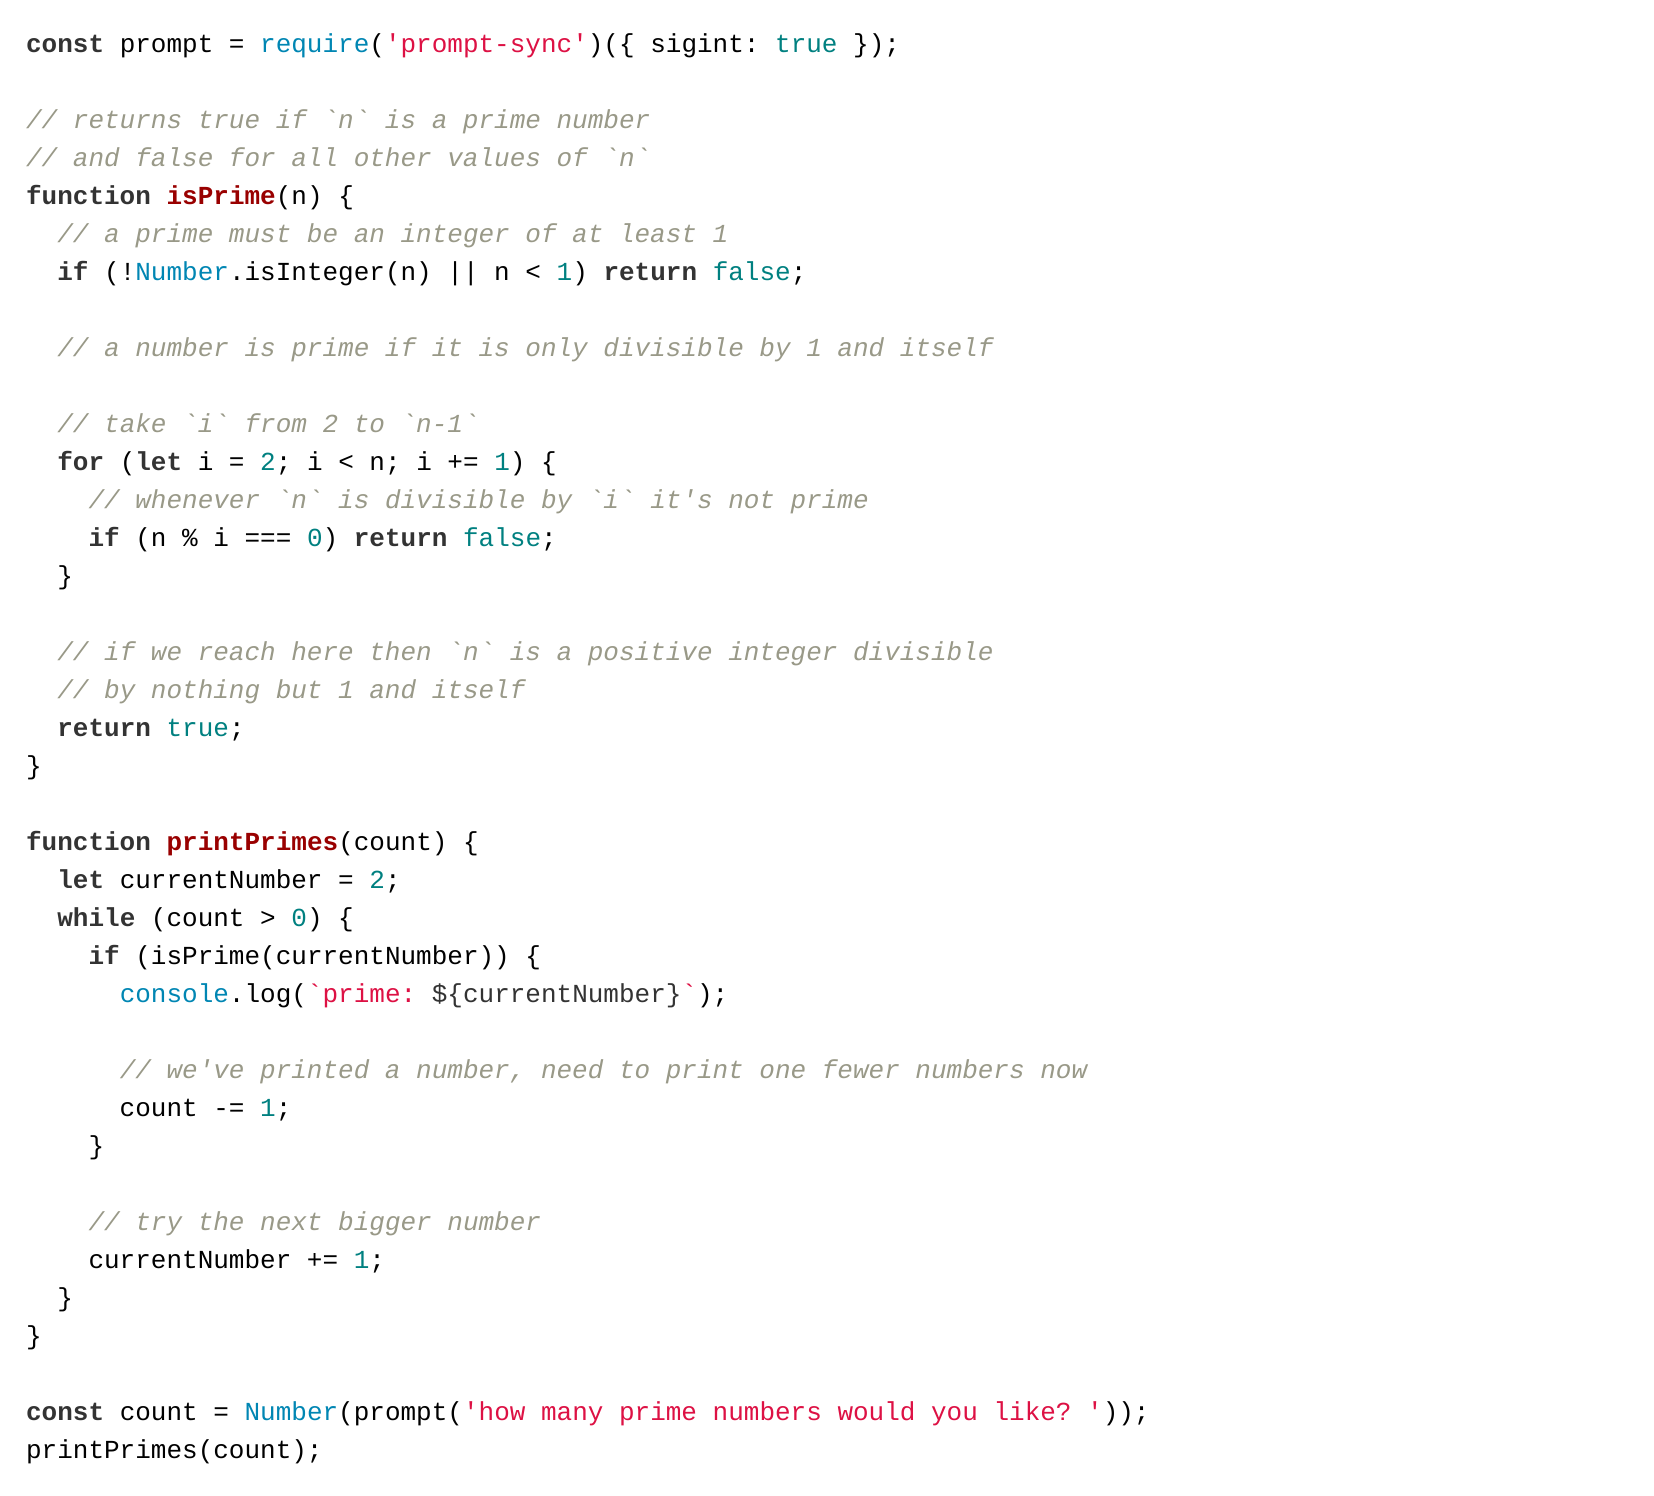 const prompt = require('prompt-sync')({ sigint: true });

// returns true if `n` is a prime number
// and false for all other values of `n`
function isPrime(n) {
  // a prime must be an integer of at least 1
  if (!Number.isInteger(n) || n < 1) return false;

  // a number is prime if it is only divisible by 1 and itself

  // take `i` from 2 to `n-1`
  for (let i = 2; i < n; i += 1) {
    // whenever `n` is divisible by `i` it's not prime
    if (n % i === 0) return false;
  }

  // if we reach here then `n` is a positive integer divisible
  // by nothing but 1 and itself
  return true;
}

function printPrimes(count) {
  let currentNumber = 2;
  while (count > 0) {
    if (isPrime(currentNumber)) {
      console.log(`prime: ${currentNumber}`);

      // we've printed a number, need to print one fewer numbers now
      count -= 1;
    }

    // try the next bigger number
    currentNumber += 1;
  }
}

const count = Number(prompt('how many prime numbers would you like? '));
printPrimes(count);